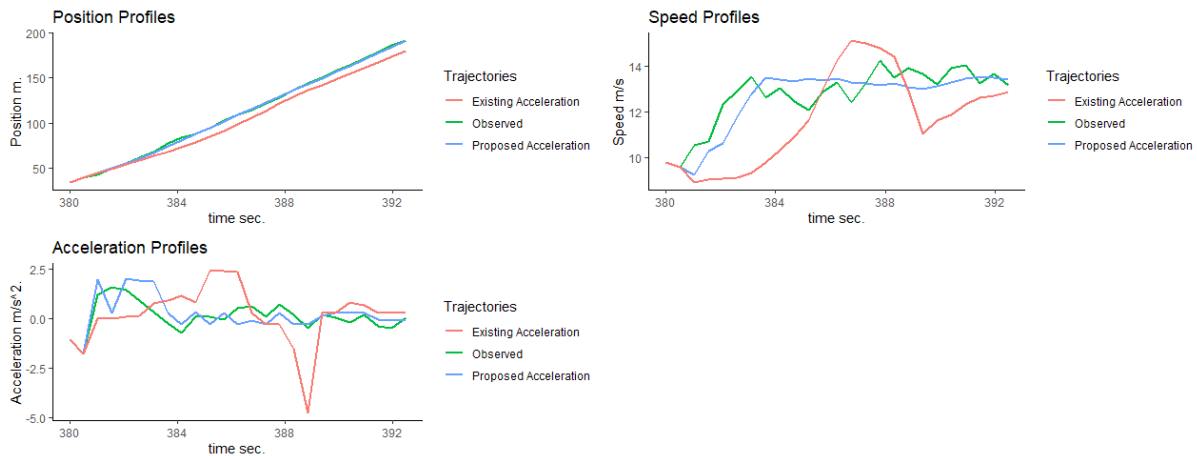 Position Profiles
200
150
100
50
Position m.
380
384
388
392
time sec.
Trajectories
Existing Acceleration
Observed
Proposed Acceleration
Speed Profiles
14
12
10
Speed m/s
380
384
388
392
time sec.
Trajectories
Existing Acceleration
Observed
Proposed Acceleration
Acceleration Profiles
2.5
0.0
-2.5
-5.0
Acceleration m/s^2.
380
384
388
392
time sec.
Trajectories
Existing Acceleration
Observed
Proposed Acceleration